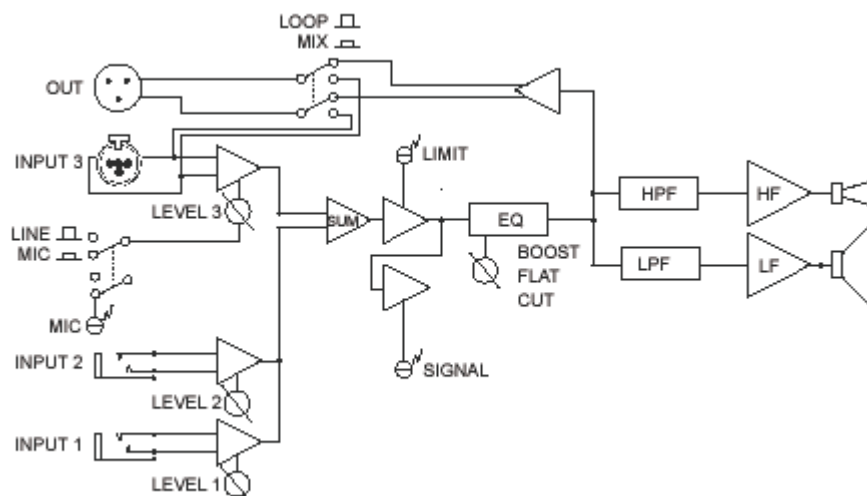 LOOP
MIX
OUT
INPUT 3
LEVEL 3
LIMIT
SUM
EQ
HPF
HF
LINE
MIC
BOOST
FLAT
CUT
LPF
LF
MIC
INPUT 2
LEVEL 2
SIGNAL
INPUT 1
LEVEL 1